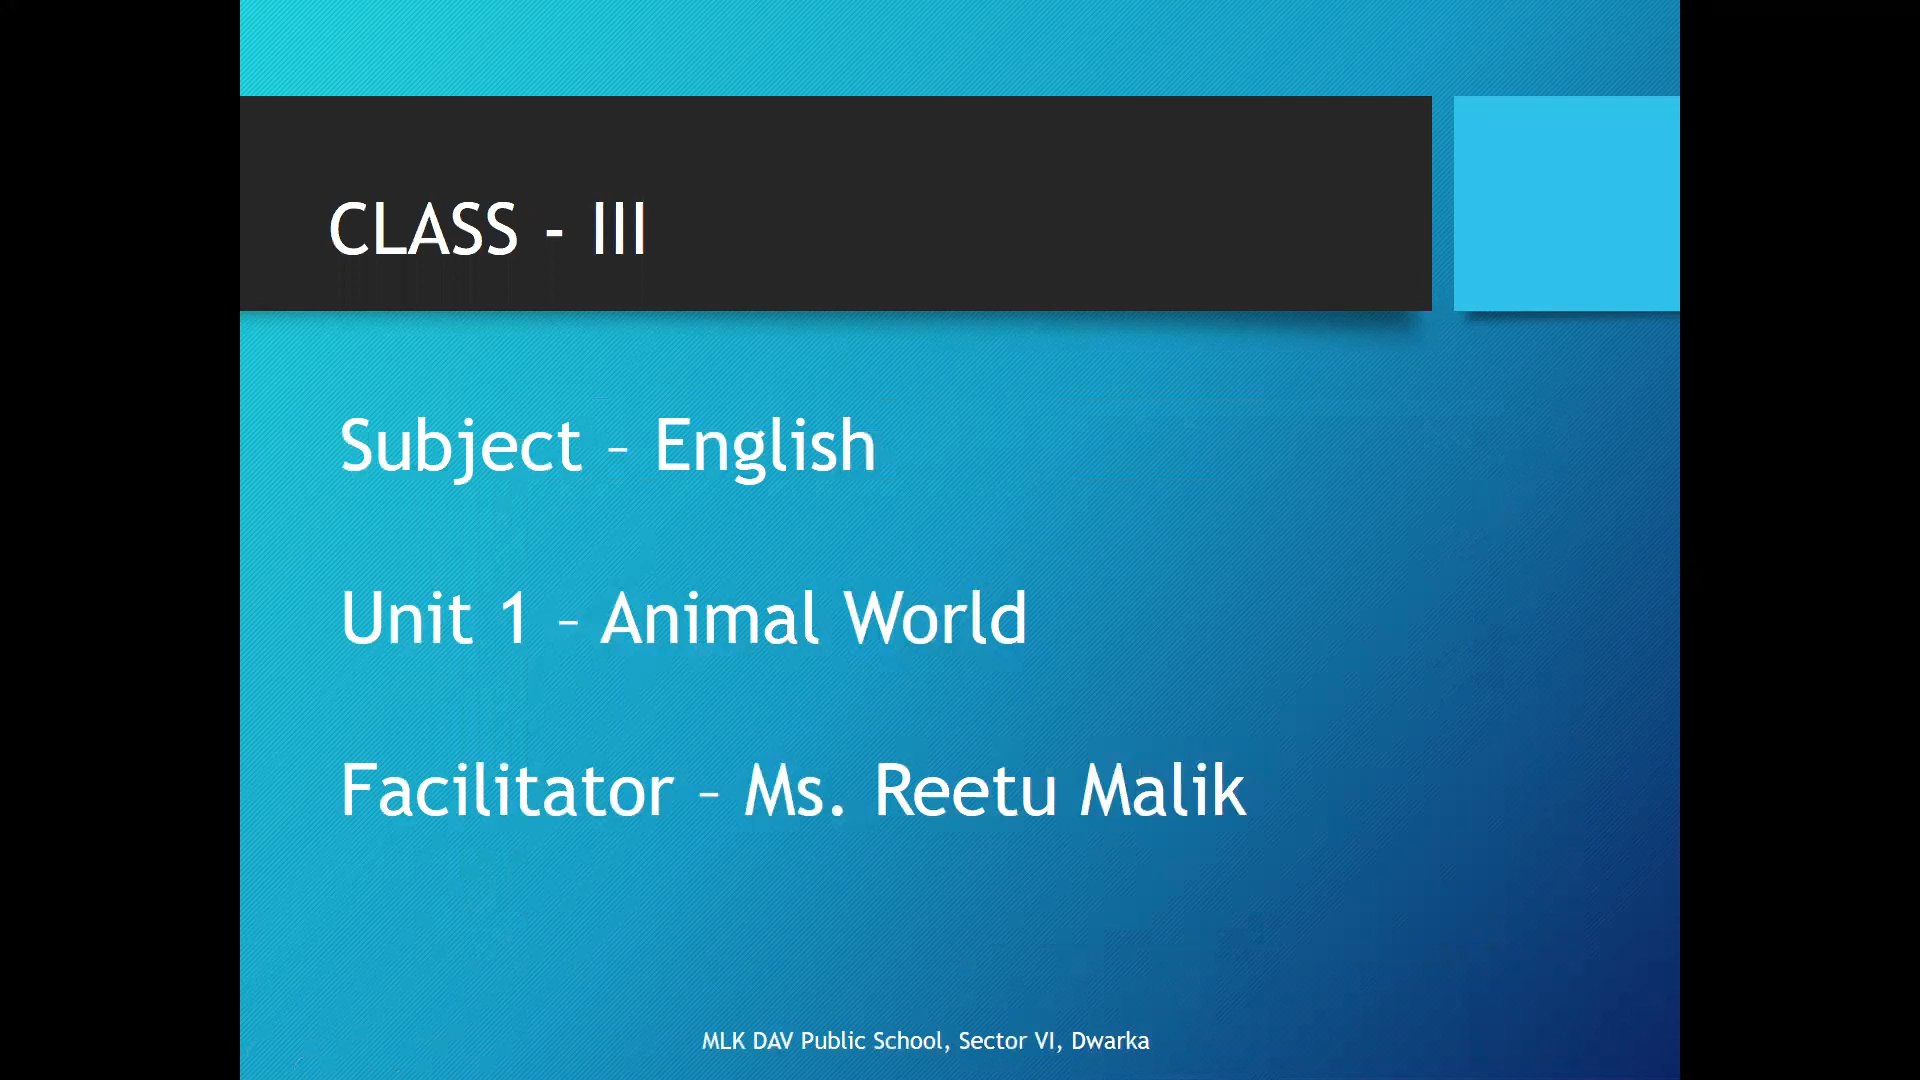 CLASS - III
Subject – English
Unit 1 – Animal World
Facilitator – Ms. Reetu Malik
MLK DAV Public School, Sector VI, Dwarka